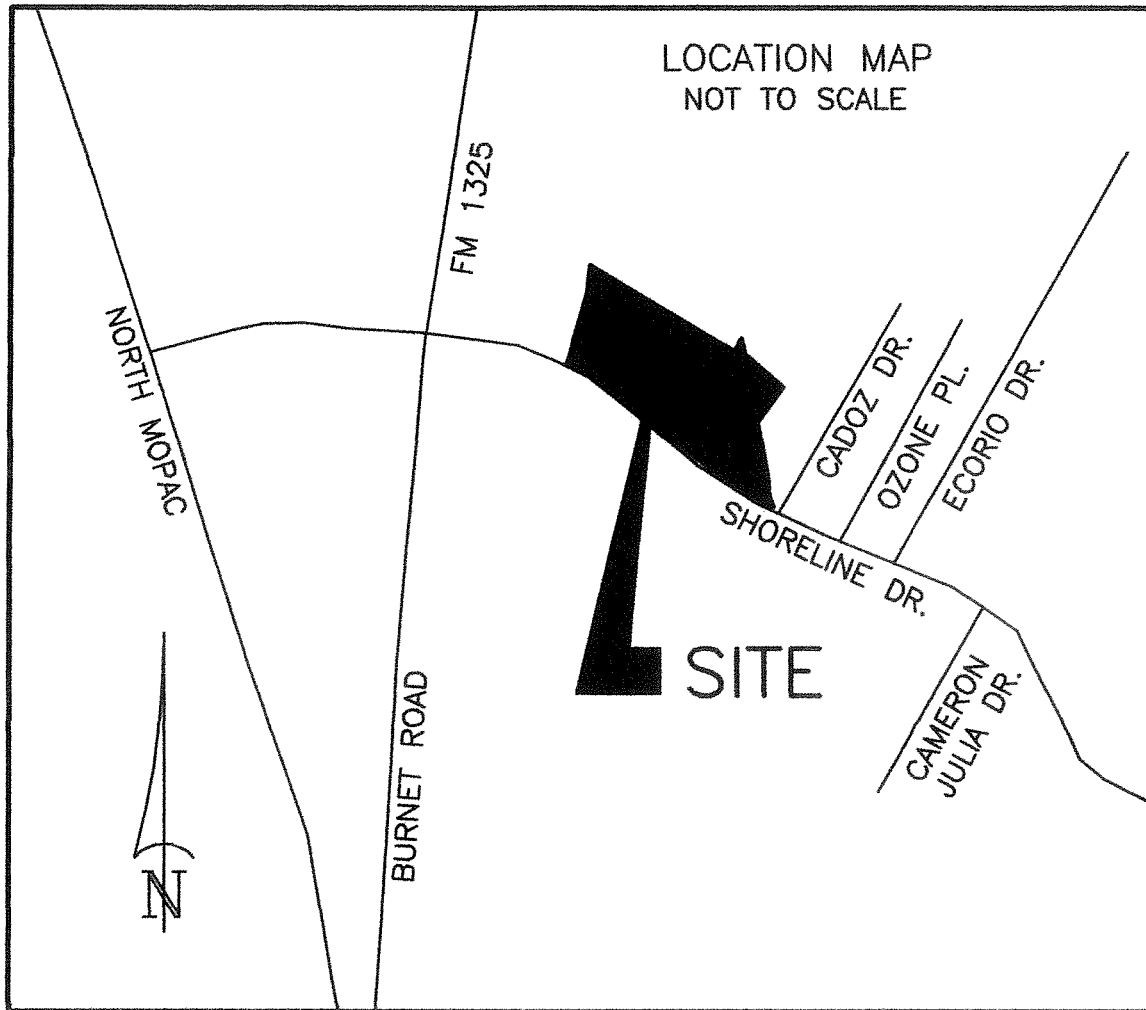 LOCATION MAP
NOT TO SCALE
FM 1325
NORTH MOPAC
CADOZ DR.
OZONE PL.
ECORIO DR.
SHORELINE DR.
SITE
CAMERON
JULIA DR.
BURNET ROAD
N